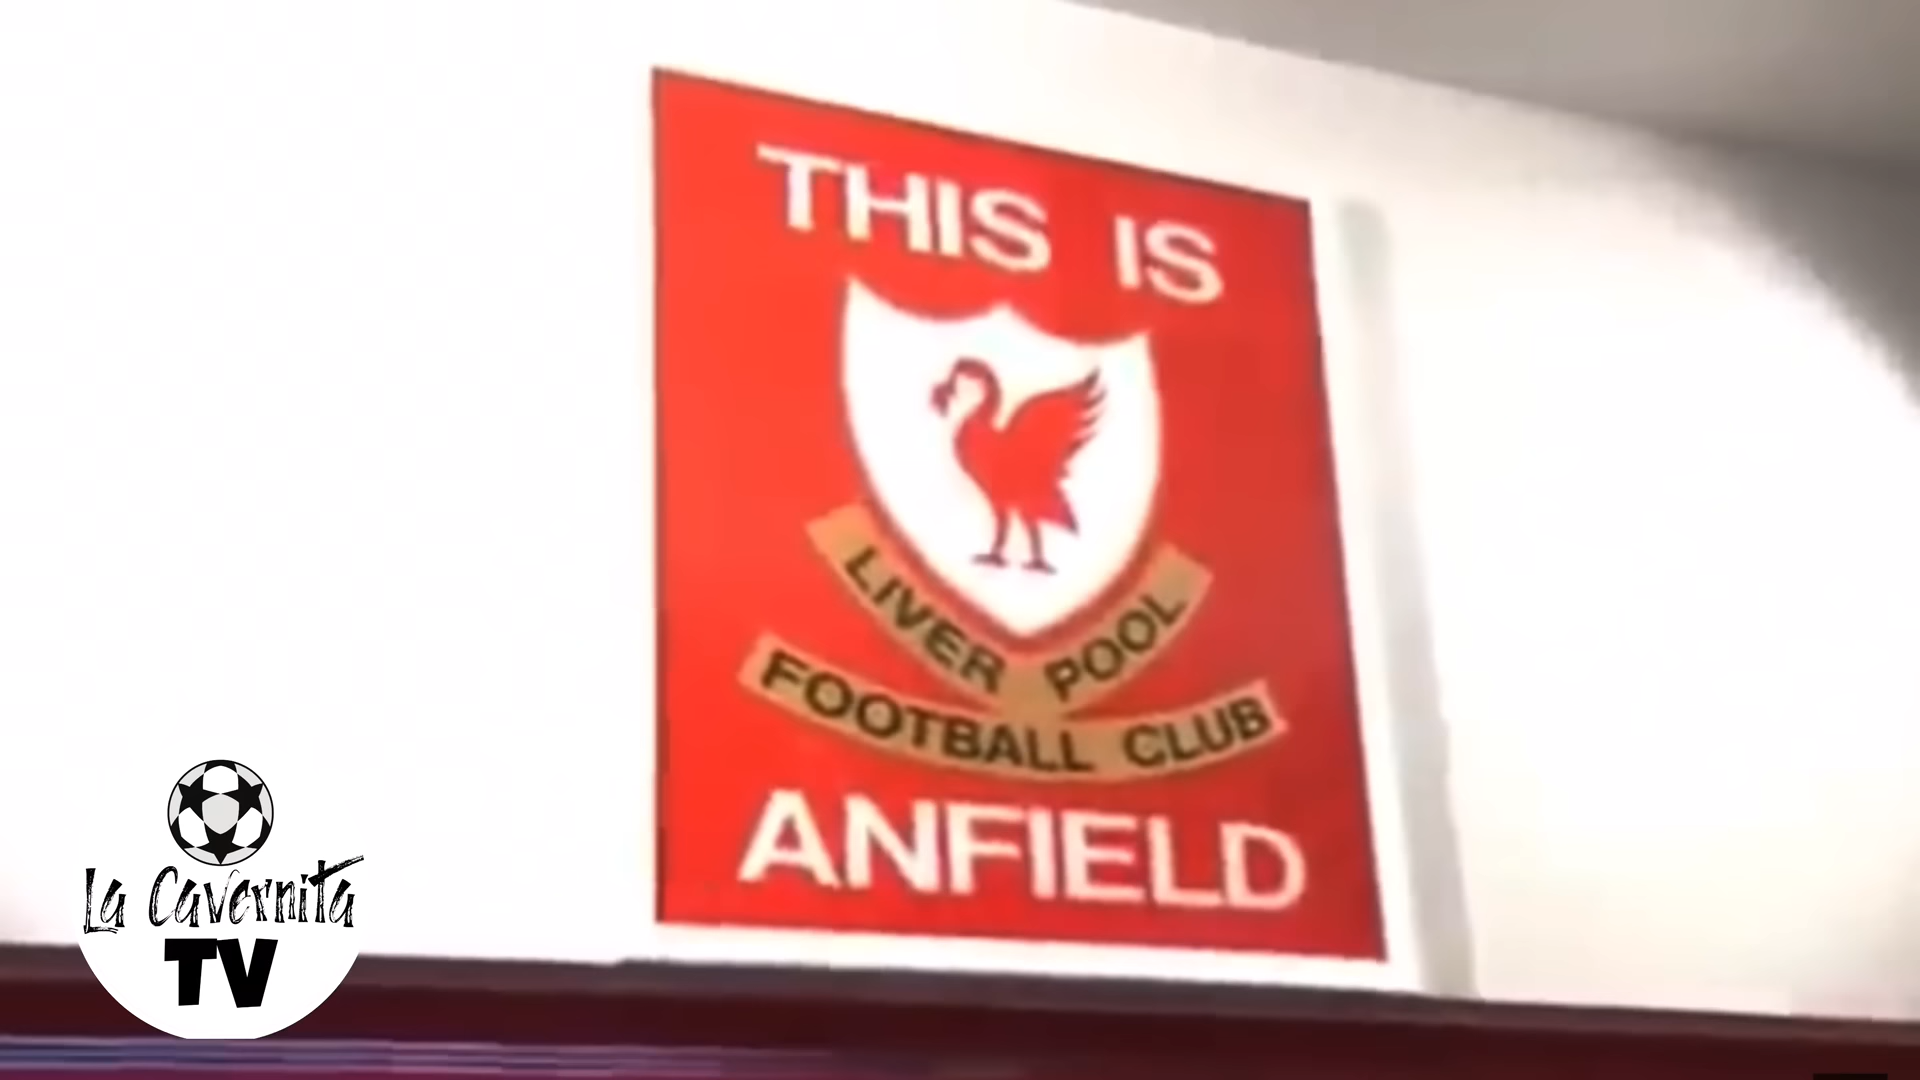 THIS IS
LIVER POOL
FOOTBALL CLUB
ANFIELD
La Cavernita
TV